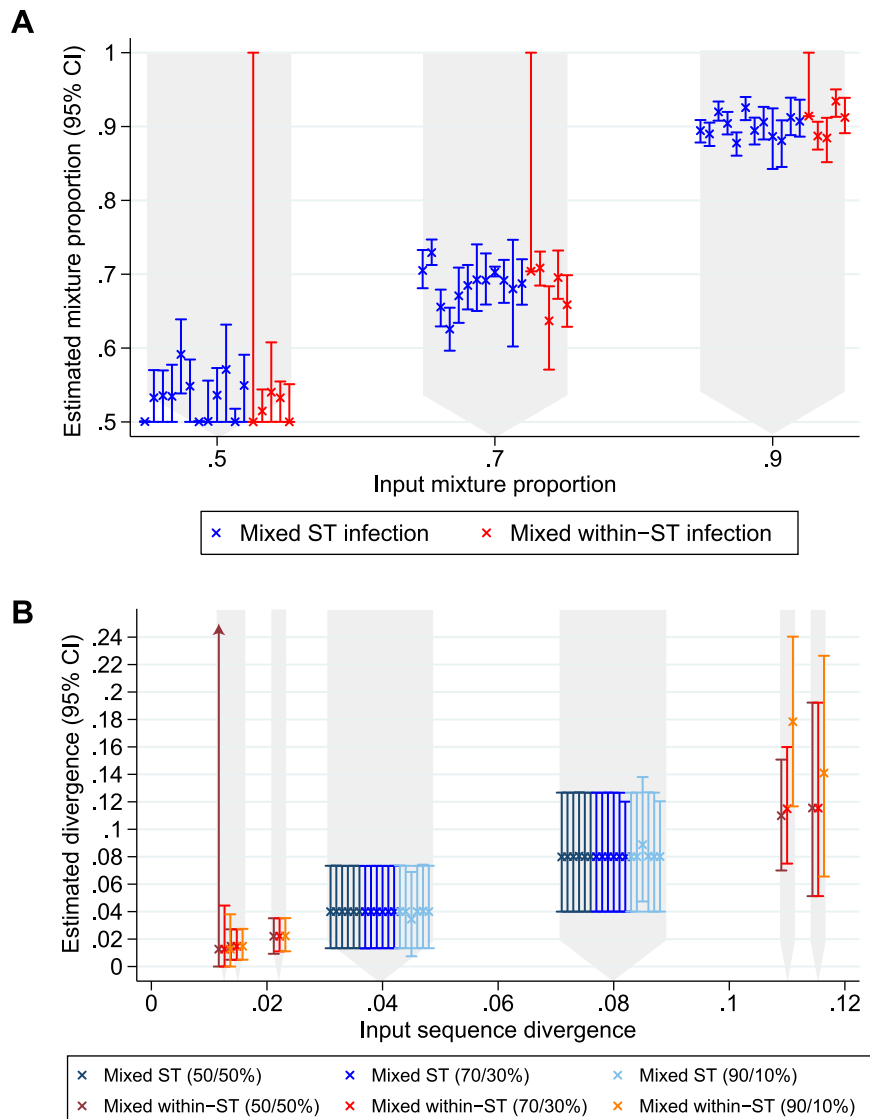 A
Estimated mixture proportion (95% CI)
1
.9
.8
.7
.6
.5
.5 .7 .9
Input mixture proportion
× Mixed ST infection × Mixed within−ST infection
B
Estimated divergence (95% CI)
.24
.22
.2
.18
.16
.14
.12
.1
.08
.06
.04
.02
0
0 .02 .04 .06 .08 .1 .12
Input sequence divergence
× Mixed ST (50/50%) × Mixed ST (70/30%) × Mixed ST (90/10%)
× Mixed within−ST (50/50%) × Mixed within−ST (70/30%) × Mixed within−ST (90/10%)